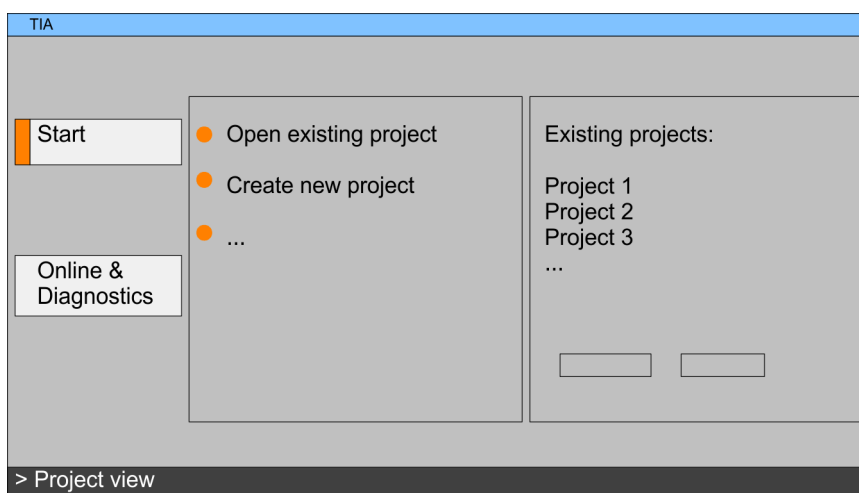 TIA
Start
Online &
Diagnostics
Open existing project
Create new project
...
Existing projects:
Project 1
Project 2
Project 3
...
> Project view